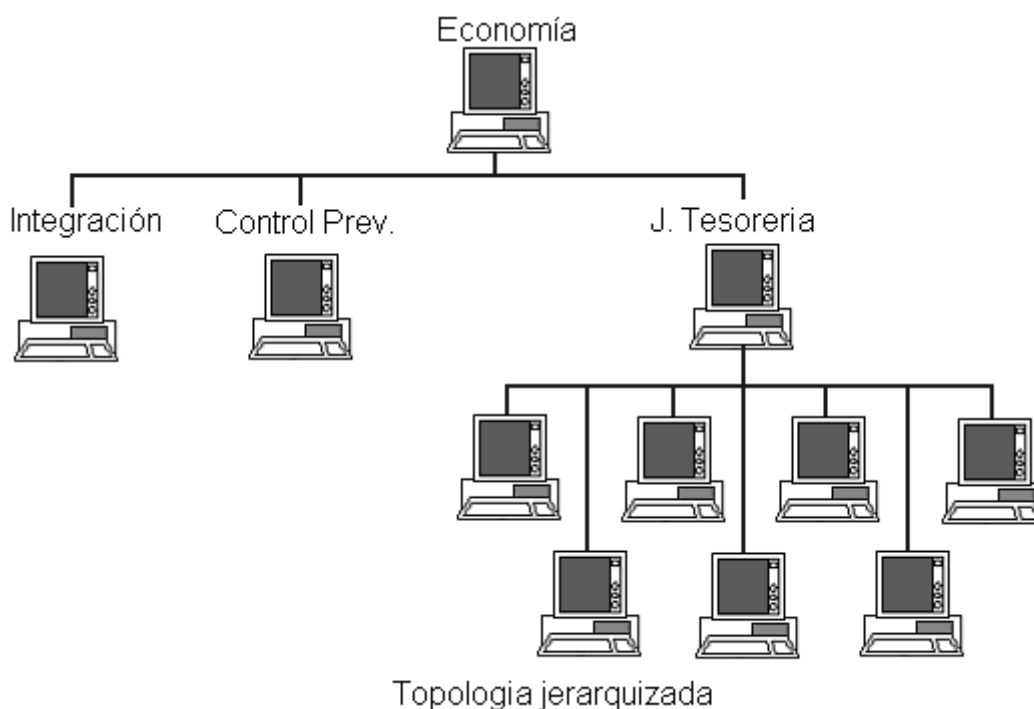 Economía
Integración
Control Prev.
J. Tesoreria
Topologia jerarquizada